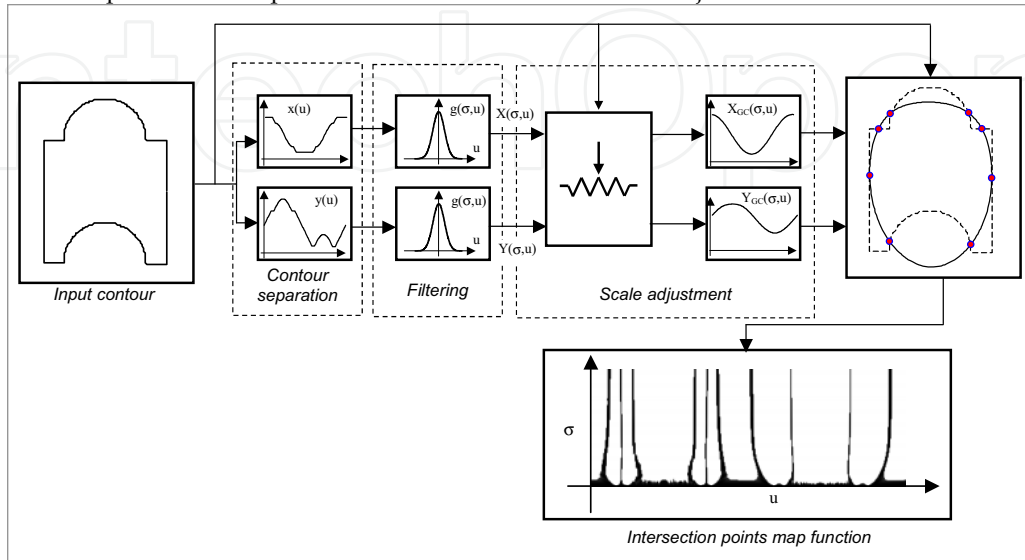 x(u)
g(σ,u)
u
X(σ,u)
X_GC(σ,u)
y(u)
g(σ,u)
u
Y(σ,u)
Y_GC(σ,u)
Input contour
Contour
separation
Filtering
Scale adjustment
σ
u
Intersection points map function